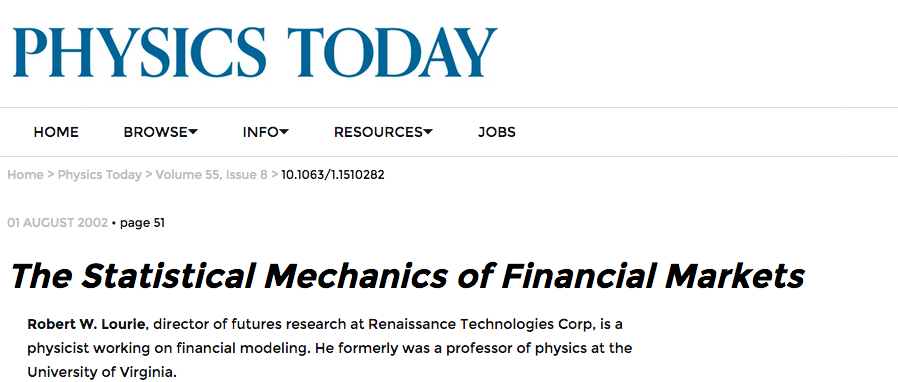 PHYSICS TODAY
HOME BROWSE INFO RESOURCES JOBS
Home > Physics Today > Volume 55, Issue 8 > 10.1063/1.1510282
01 AUGUST 2002 • page 51
The Statistical Mechanics of Financial Markets
Robert W. Lourie, director of futures research at Renaissance Technologies Corp, is a
physicist working on financial modeling. He formerly was a professor of physics at the
University of Virginia.